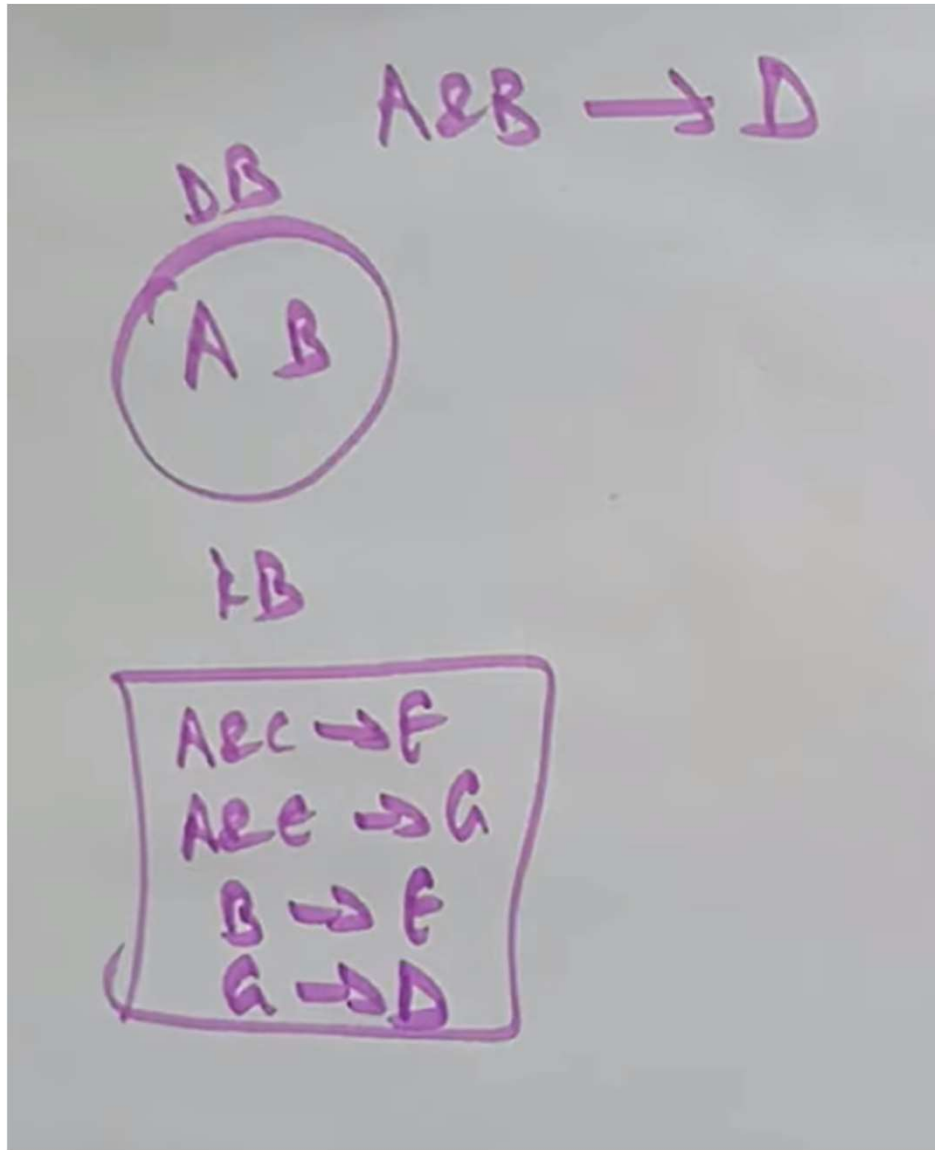 A&B → D
DB
A B
KB
A&C → F
A&E → G
B → E
G → D